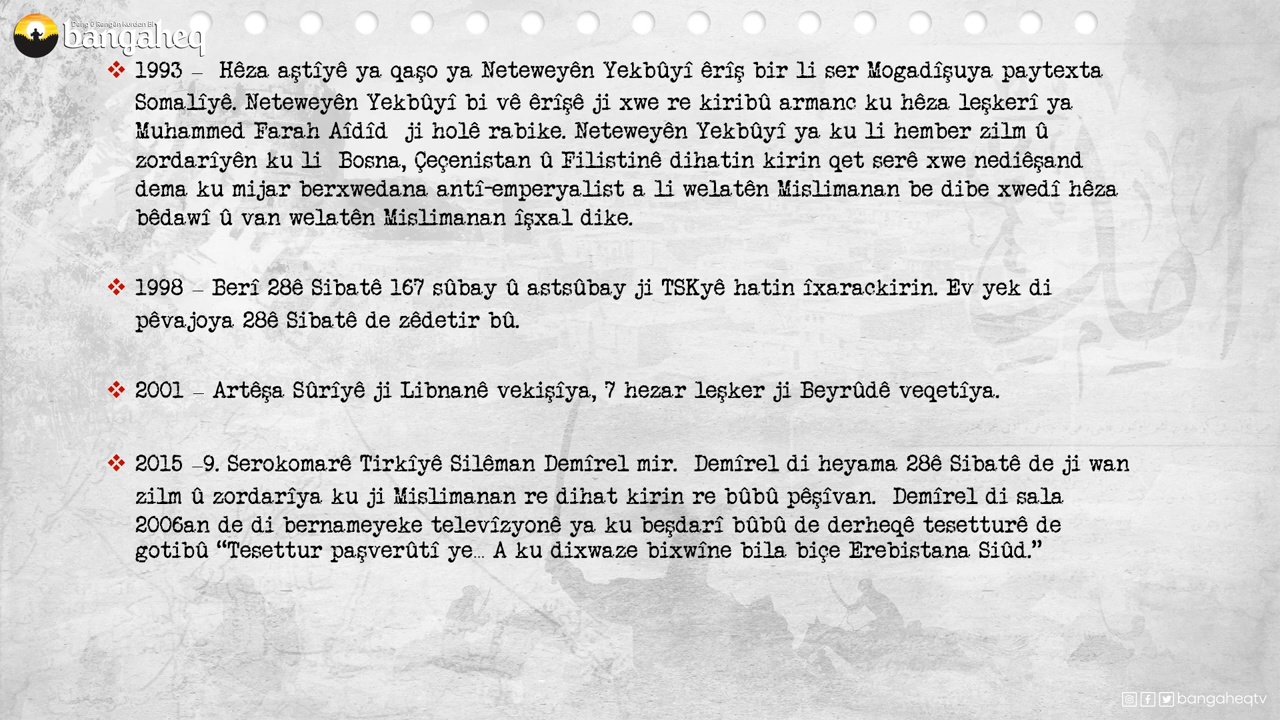 Deng û Rengên Kurdan Bi
bangaheq
❖ 1993 – Hêza aştîyê ya qaşo ya Neteweyên Yekbûyî êrîş bir li ser Mogadîşuya paytexta
Somalîyê. Neteweyên Yekbûyî bi vê êrîşê ji xwe re kiribû armanc ku hêza leşkerî ya
Muhammed Farah Aîdîd ji holê rabike. Neteweyên Yekbûyî ya ku li hember zilm û
zordarîyên ku li Bosna, Çeçenistan û Filistinê dihatin kirin qet serê xwe nediêşand
dema ku mijar berxwedana antî-emperyalist a li welatên Mislimanan be dibe xwedî hêza
bêdawî û van welatên Mislimanan îşxal dike.
❖ 1998 – Berî 28ê Sibatê 167 sûbay û astsûbay ji TSKyê hatin îxarackirin. Ev yek di
pêvajoya 28ê Sibatê de zêdetir bû.
❖ 2001 – Artêşa Sûrîyê ji Libnanê vekişîya, 7 hezar leşker ji Beyrûdê veqetîya.
❖ 2015 –9. Serokomarê Tirkîyê Silêman Demîrel mir. Demîrel di heyama 28ê Sibatê de ji wan
zilm û zordarîya ku ji Mislimanan re dihat kirin re bûbû pêşîvan. Demîrel di sala
2006an de di bernameyeke televîzyonê ya ku beşdarî bûbû de derheqê tesetturê de
gotibû “Tesettur paşverûtî ye… A ku dixwaze bixwîne bila biçe Erebistana Siûd.”
bangaheqtv